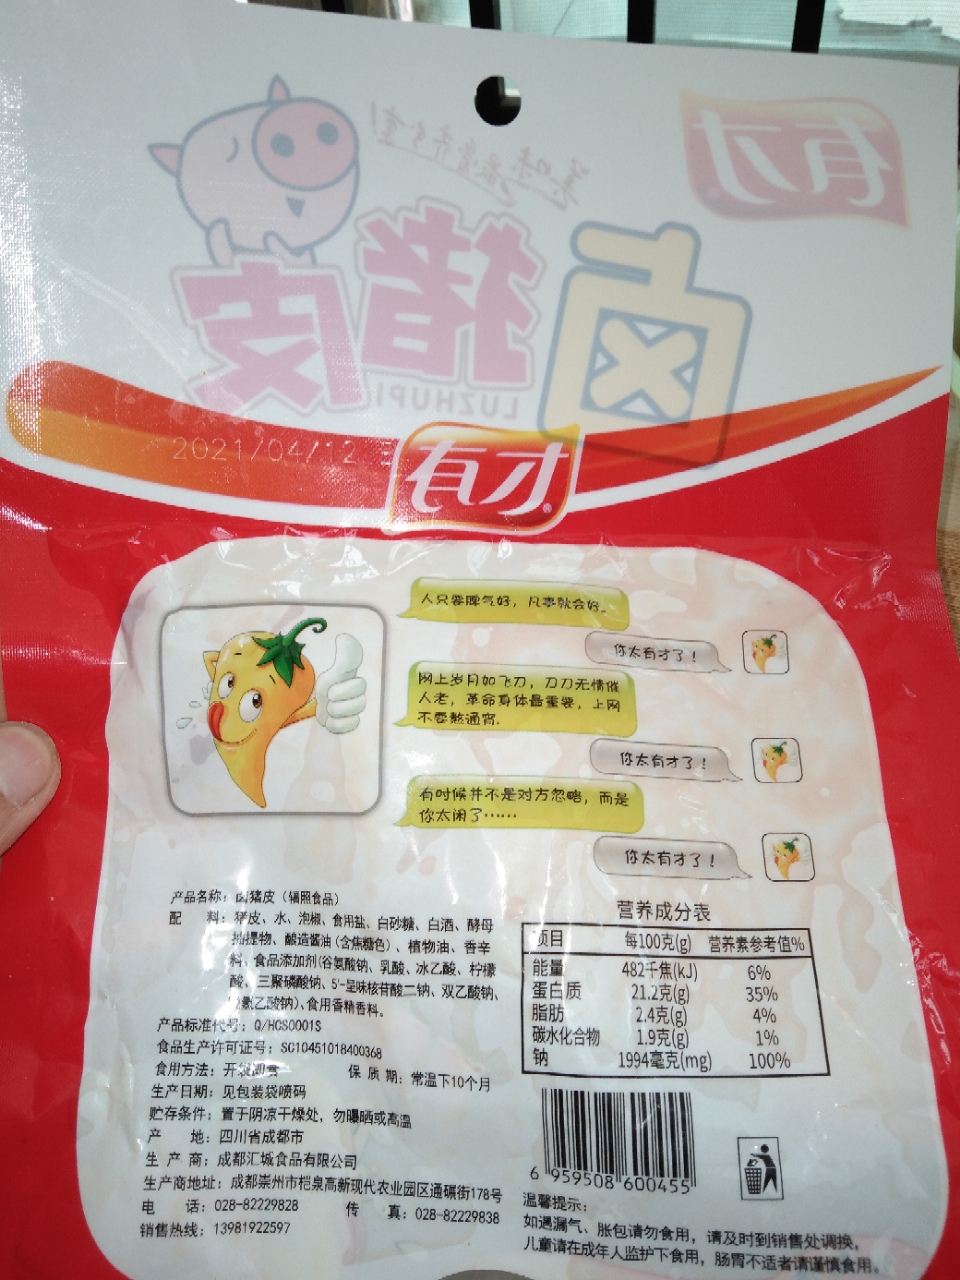 美味最营养多重!
有才
卤猪皮
LUZHUPI
2021/04/12
有才®
人只要脾气好，凡事就会好。
你太有才了！
网上岁月如飞刀，刀刀无情催
人老，革命身体最重要，上网
不要熬通宵.
你太有才了！
有时候并不是对方忽略，而是
你太闲了……
你太有才了！
产品名称：卤猪皮（辐照食品）
配 料：猪皮、水、泡椒、食用盐、白砂糖、白酒、酵母
抽提物、酿造酱油(含焦糖色)、植物油、香辛
料、食品添加剂(谷氨酸钠、乳酸、冰乙酸、柠檬
酸、三聚磷酸钠、5'-呈味核苷酸二钠、双乙酸钠、
脱氢乙酸钠)、食用香精香料。
产品标准代号：Q/HCS0001S
食品生产许可证号：SC10451018400368
食用方法：开袋即食 保 质 期：常温下10个月
生产日期：见包装袋喷码
贮存条件：置于阴凉干燥处，勿曝晒或高温
产 地：四川省成都市
生 产 商：成都汇城食品有限公司
生产商地址：成都崇州市桤泉高新现代农业园区通碾街178号
电 话：028-82229828 传 真：028-82229838
销售热线：13981922597
营养成分表
项目 每100克(g) 营养素参考值%
能量 482千焦(kJ) 6%
蛋白质 21.2克(g) 35%
脂肪 2.4克(g) 4%
碳水化合物 1.9克(g) 1%
钠 1994毫克(mg) 100%
6 959508 600455
温馨提示：
如遇漏气、胀包请勿食用，请及时到销售处调换，
儿童请在成年人监护下食用，肠胃不适者请谨慎食用。